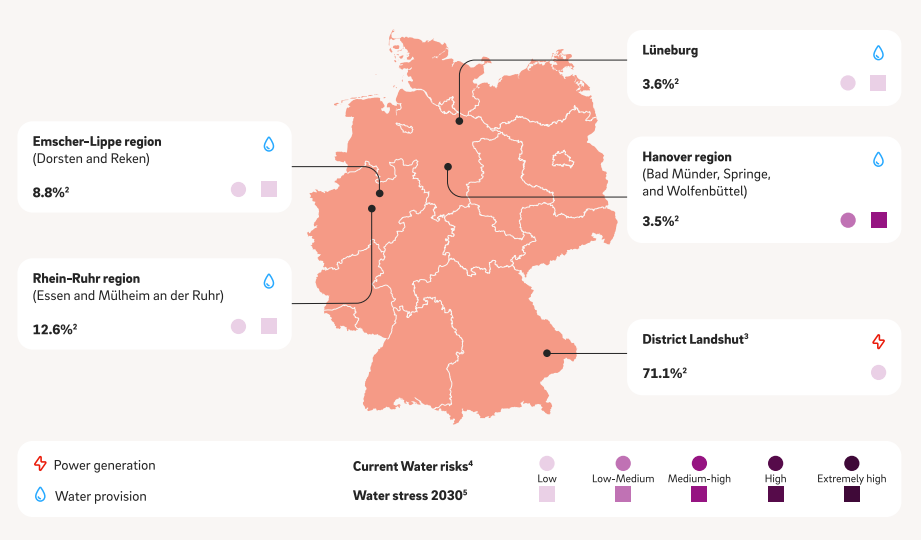 Lüneburg
3.6%²
Emscher-Lippe region
(Dorsten and Reken)
8.8%²
Hanover region
(Bad Münder, Springe,
and Wolfenbüttel)
3.5%²
Rhein-Ruhr region
(Essen and Mülheim an der Ruhr)
12.6%²
District Landshut³
71.1%²
Power generation
Water provision
Current Water risks⁴
Water stress 2030⁵
Low
Low-Medium
Medium-high
High
Extremely high